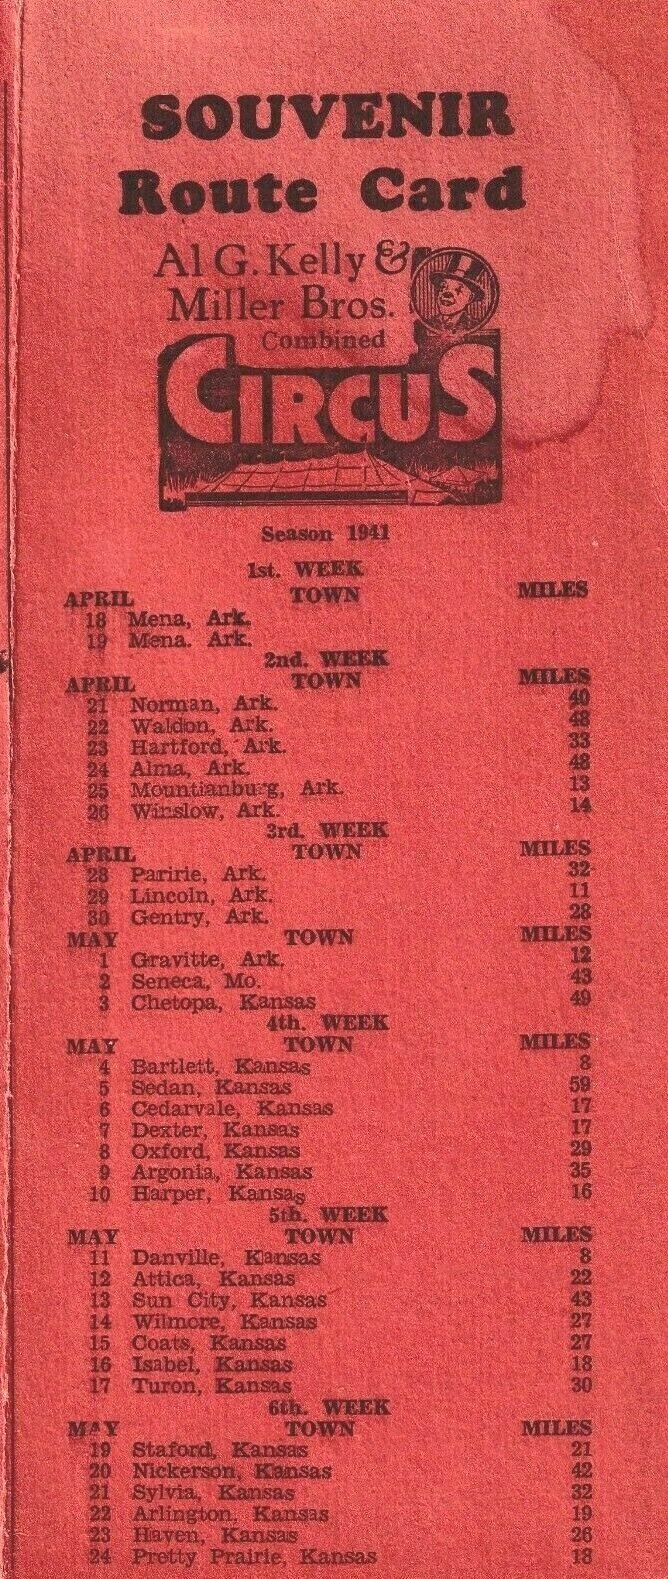 SOUVENIR
Route Card
Al G. Kelly &
Miller Bros.
Combined
CIRCUS
Season 1941
1st. WEEK
APRIL TOWN MILES
18 Mena, Ark.
19 Mena. Ark.
2nd. WEEK
APRIL TOWN MILES
21 Norman, Ark. 40
22 Waldon, Ark. 48
23 Hartford, Ark. 33
24 Alma, Ark. 48
25 Mountianburg, Ark. 13
26 Winslow, Ark. 14
3rd. WEEK
APRIL TOWN MILES
28 Paririe, Ark. 32
29 Lincoln, Ark. 11
30 Gentry, Ark. 28
MAY TOWN MILES
1 Gravitte, Ark. 12
2 Seneca, Mo. 43
3 Chetopa, Kansas 49
4th. WEEK
MAY TOWN MILES
4 Bartlett, Kansas 8
5 Sedan, Kansas 59
6 Cedarvale, Kansas 17
7 Dexter, Kansas 17
8 Oxford, Kansas 29
9 Argonia, Kansas 35
10 Harper, Kansas 16
5th. WEEK
MAY TOWN MILES
11 Danville, Kansas 8
12 Attica, Kansas 22
13 Sun City, Kansas 43
14 Wilmore, Kansas 27
15 Coats, Kansas 27
16 Isabel, Kansas 18
17 Turon, Kansas 30
6th. WEEK
MAY TOWN MILES
19 Staford, Kansas 21
20 Nickerson, Kansas 42
21 Sylvia, Kansas 32
22 Arlington, Kansas 19
23 Haven, Kansas 26
24 Pretty Prairie, Kansas 18